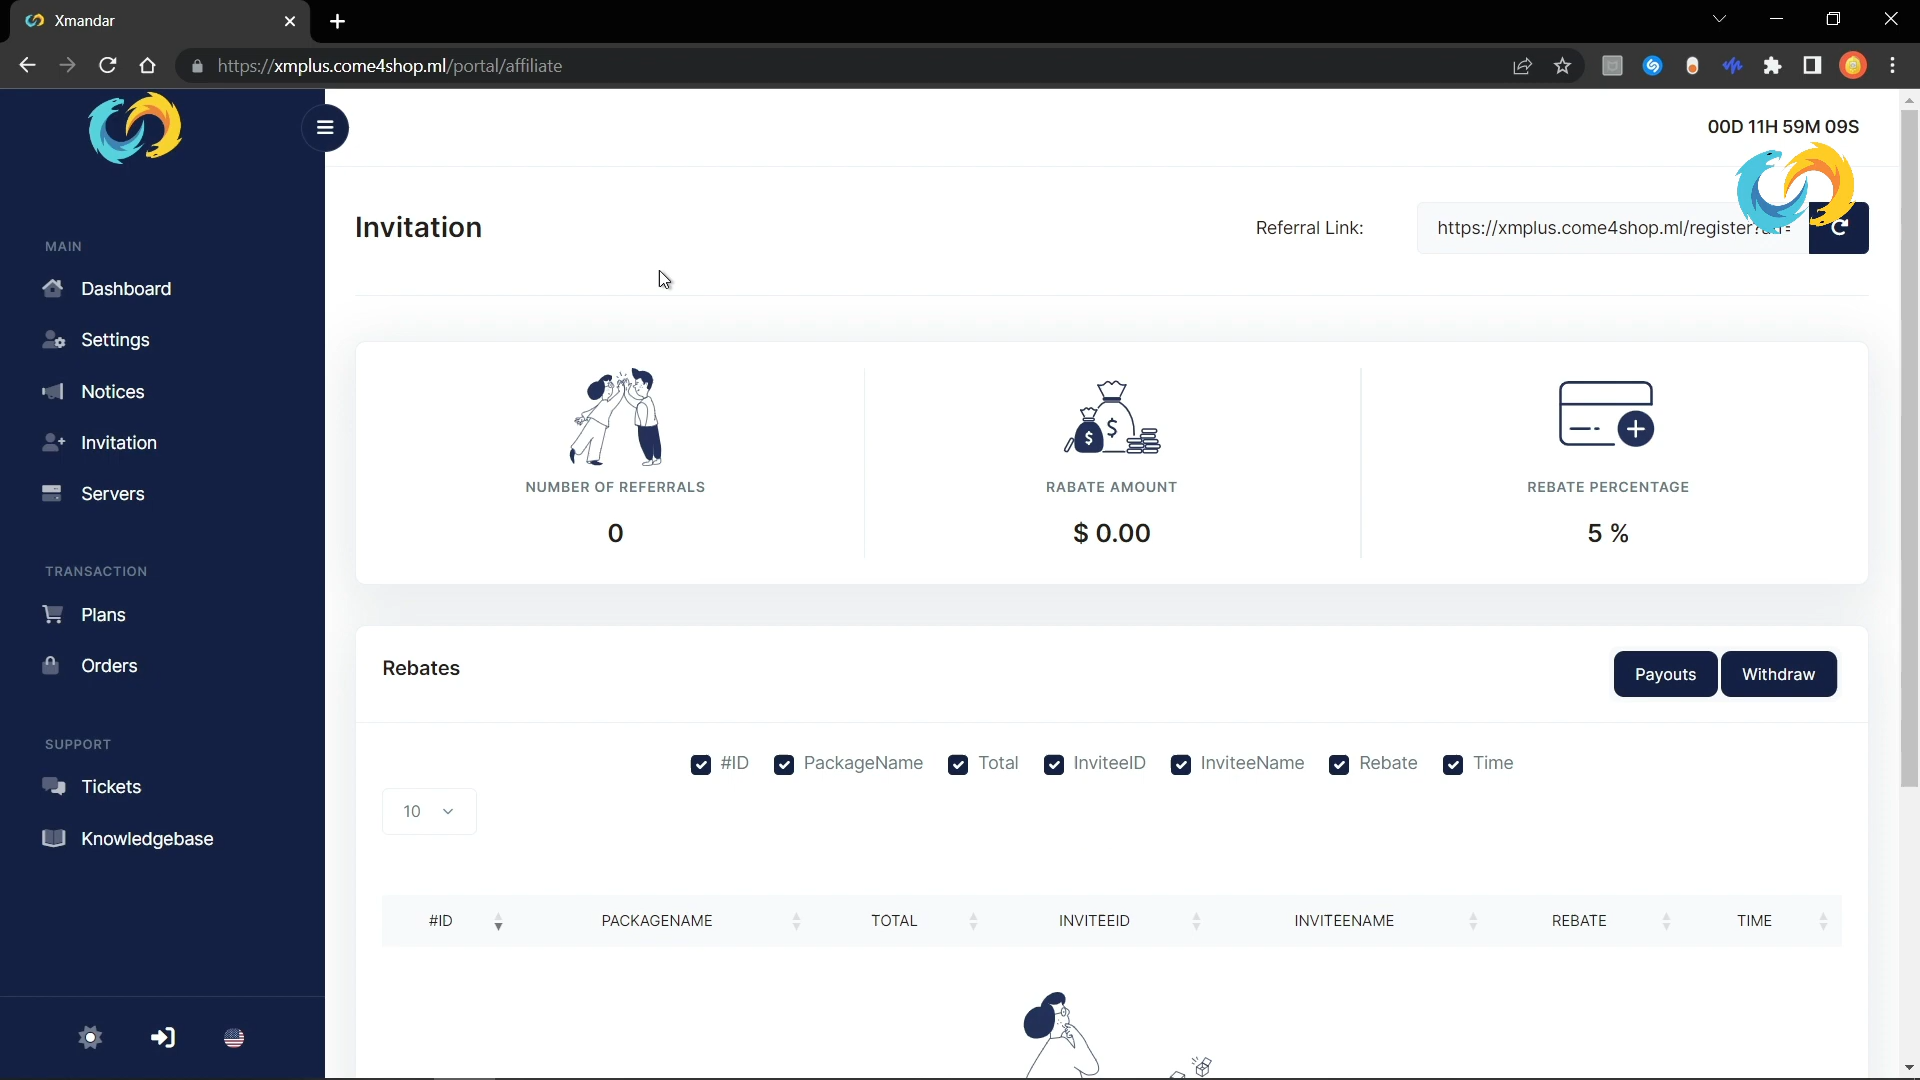 Xmandar
https://xmplus.come4shop.ml/portal/affiliate
00D 11H 59M 09S
Invitation
Referral Link:
https://xmplus.come4shop.ml/register?
MAIN
Dashboard
Settings
Notices
Invitation
Servers
TRANSACTION
Plans
Orders
SUPPORT
Tickets
Knowledgebase
NUMBER OF REFERRALS
0
RABATE AMOUNT
$ 0.00
REBATE PERCENTAGE
5 %
Rebates
Payouts
Withdraw
#ID PackageName Total InviteeID InviteeName Rebate Time
10
#ID PACKAGENAME TOTAL INVITEEID INVITEENAME REBATE TIME